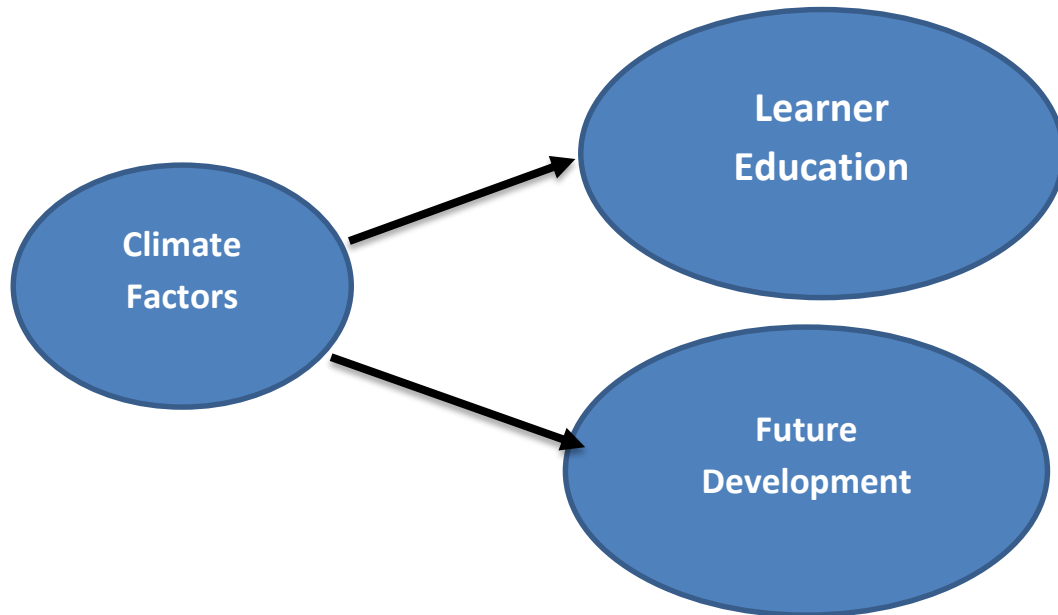 Learner
Education
Climate
Factors
Future
Development